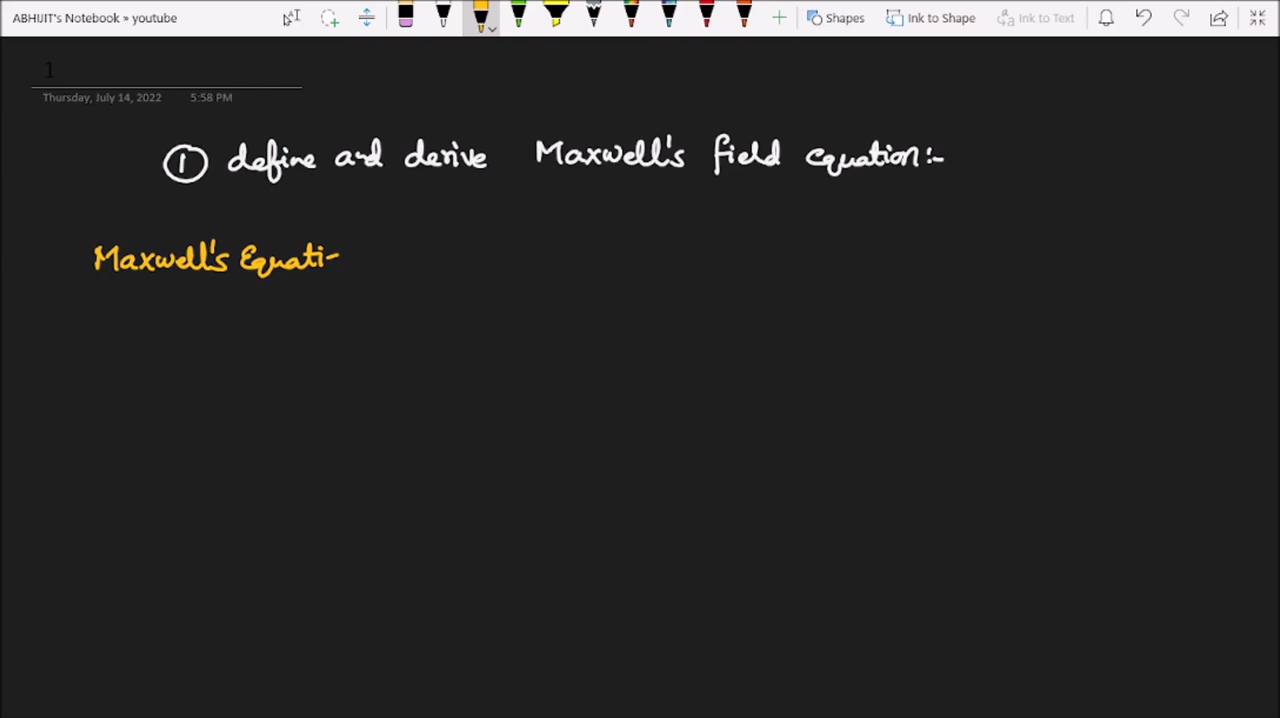 ABHIJIT's Notebook » youtube
Shapes
Ink to Shape
Ink to Text
1
Thursday, July 14, 2022 5:58 PM
① define and derive Maxwell's field equation:-
Maxwell's Equati-